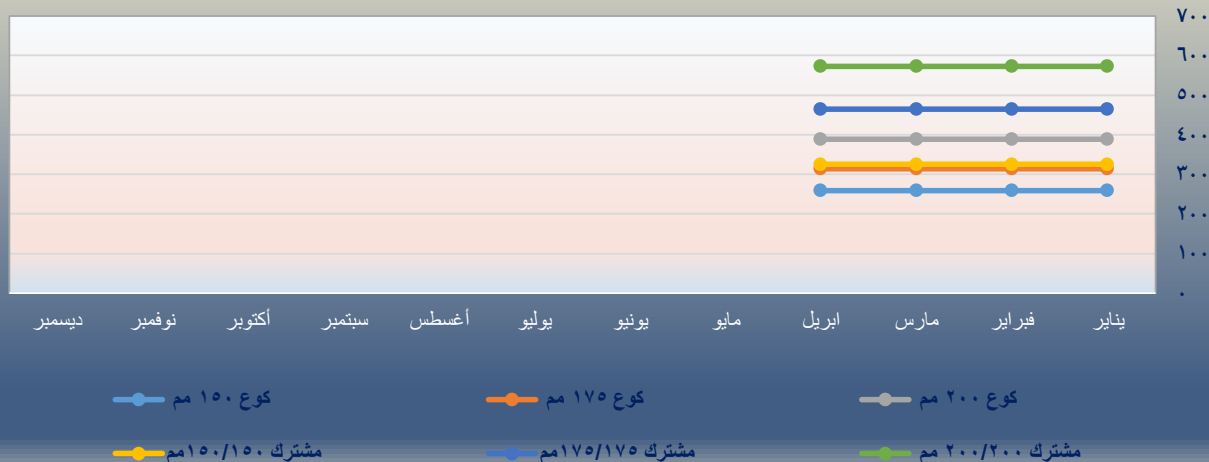 ٧٠٠
٦٠٠
٥٠٠
٤٠٠
٣٠٠
٢٠٠
١٠٠
٠
يناير فبراير مارس ابريل مايو يونيو يوليو أغسطس سبتمبر أكتوبر نوفمبر ديسمبر
كوع ٢٠٠ مم كوع ١٧٥ مم كوع ١٥٠ مم
مشترك ٢٠٠/٢٠٠ مم مشترك ١٧٥/١٧٥مم مشترك ١٥٠/١٥٠مم